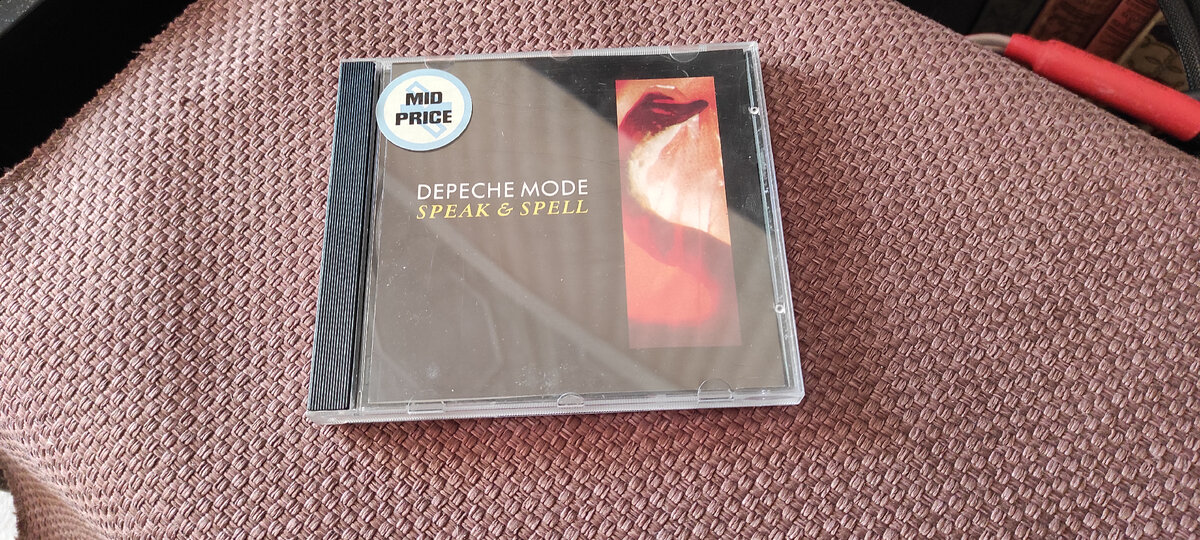 MID
PRICE
DEPECHE MODE
SPEAK & SPELL